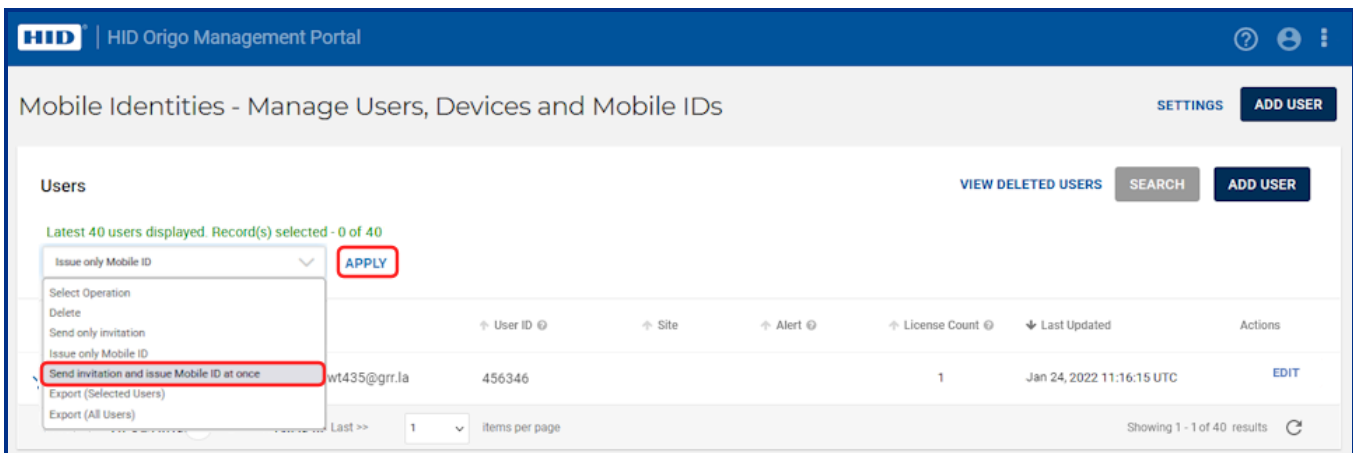 HID | HID Origo Management Portal
Mobile Identities - Manage Users, Devices and Mobile IDs
SETTINGS ADD USER
Users
VIEW DELETED USERS SEARCH ADD USER
Latest 40 users displayed. Record(s) selected - 0 of 40
Issue only Mobile ID
APPLY
Select Operation
Delete
Send only invitation
Issue only Mobile ID
Send invitation and issue Mobile ID at once
Export (Selected Users)
Export (All Users)
User ID Site Alert License Count Last Updated Actions
wt435@grr.la 456346 1 Jan 24, 2022 11:16:15 UTC EDIT
Last >> 1 items per page Showing 1 - 1 of 40 results